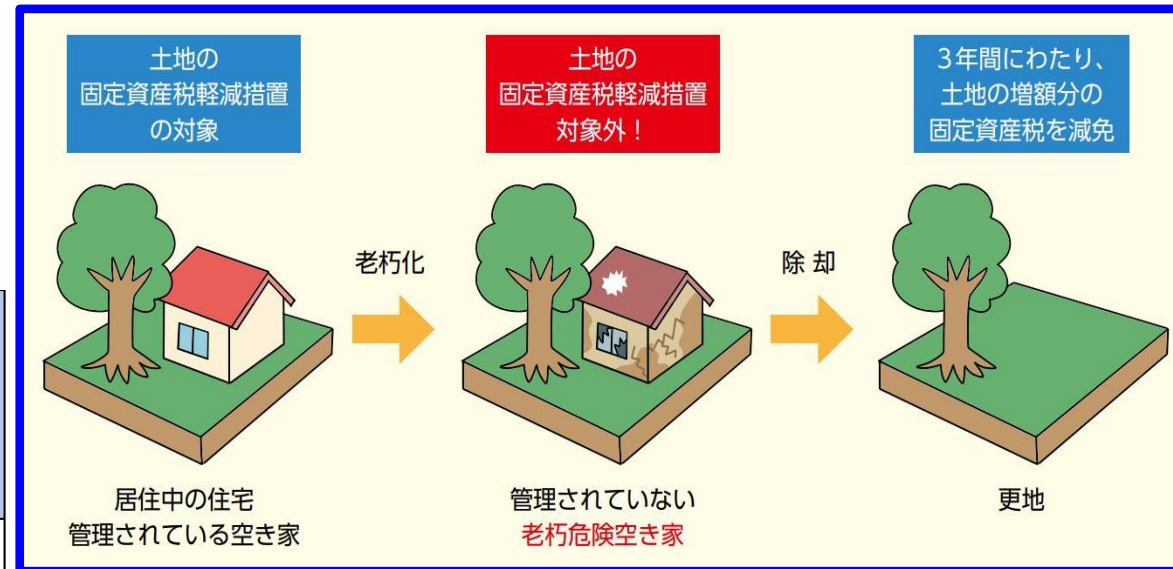 土地の
固定資産税軽減措置
の対象
土地の
固定資産税軽減措置
対象外！
３年間にわたり、
土地の増額分の
固定資産税を減免
老朽化
除却
居住中の住宅
管理されている空き家
管理されていない
老朽危険空き家
更地